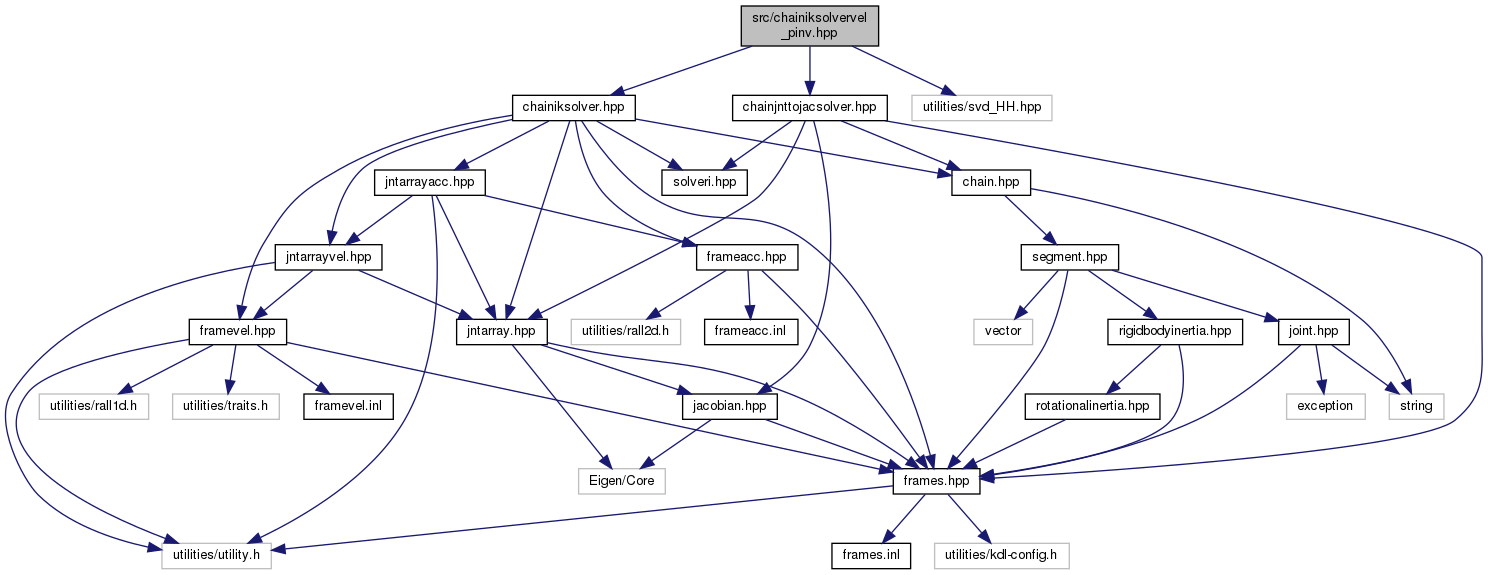 src/chainiksolvervel
_pinv.hpp
chainiksolver.hpp
chainjnttojacsolver.hpp
utilities/svd_HH.hpp
jntarrayacc.hpp
solveri.hpp
chain.hpp
jntarrayvel.hpp
frameacc.hpp
segment.hpp
framevel.hpp
jntarray.hpp
utilities/rall2d.h
frameacc.inl
vector
rigidbodyinertia.hpp
joint.hpp
utilities/rall1d.h
utilities/traits.h
framevel.inl
jacobian.hpp
rotationalinertia.hpp
exception
string
Eigen/Core
frames.hpp
utilities/utility.h
frames.inl
utilities/kdl-config.h